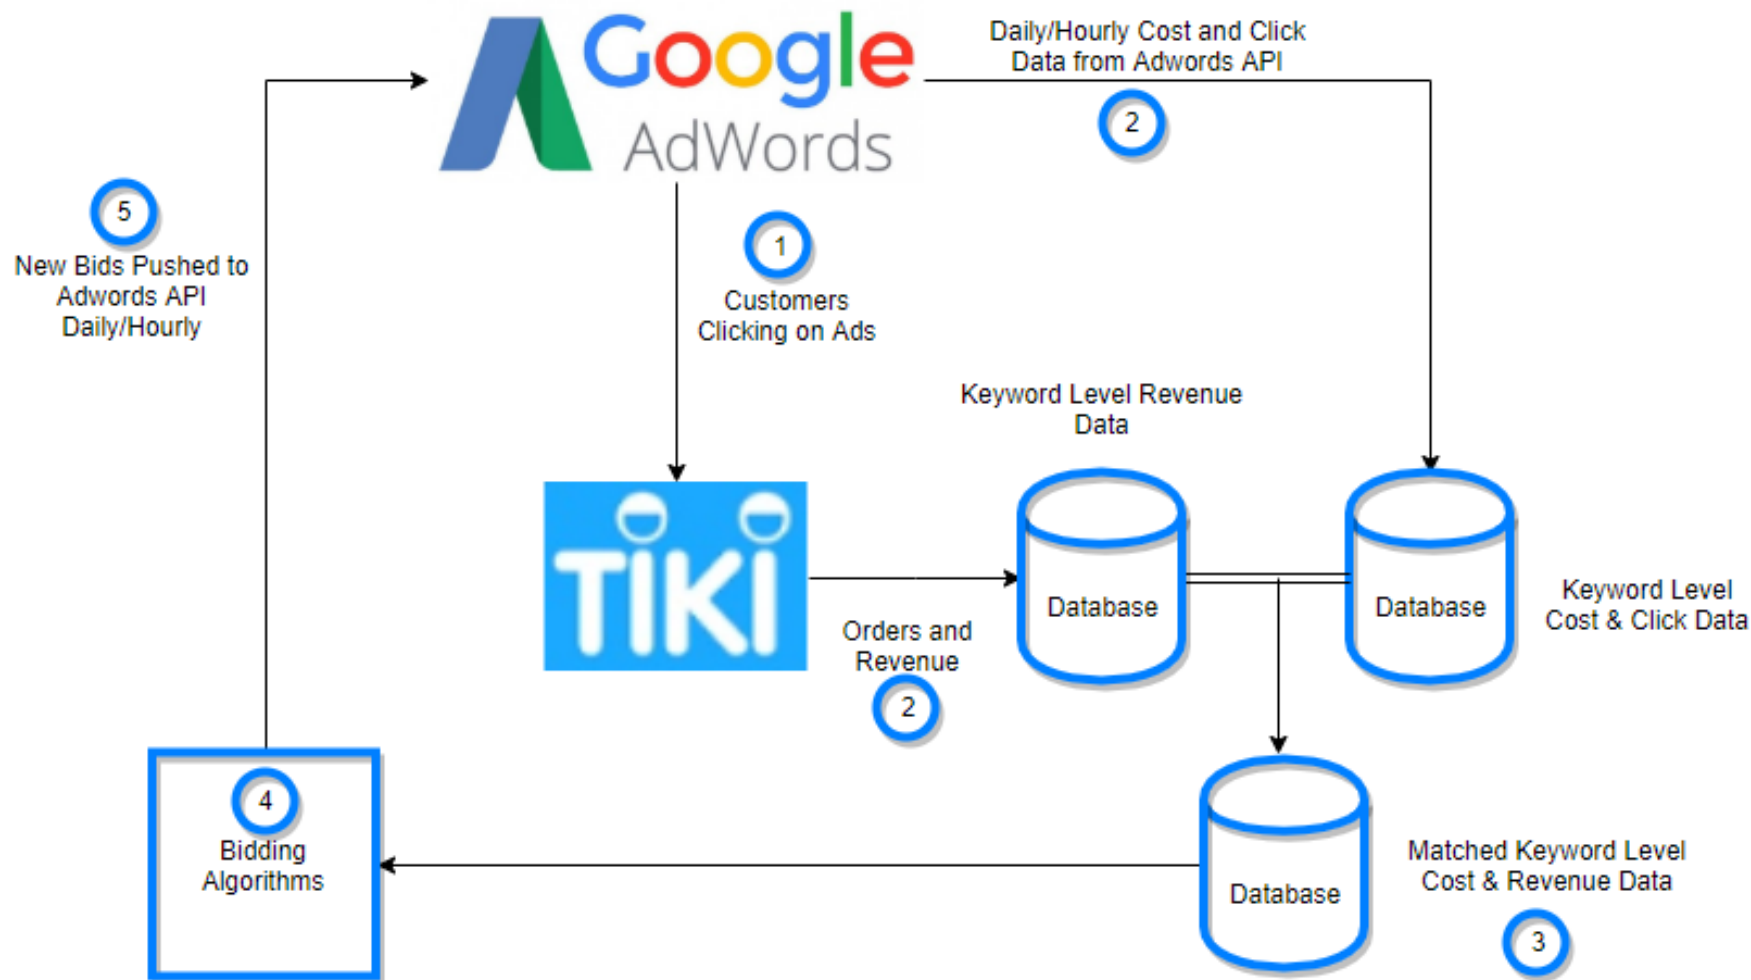 Google
AdWords
Daily/Hourly Cost and Click
Data from Adwords API
2
5
New Bids Pushed to
Adwords API
Daily/Hourly
1
Customers
Clicking on Ads
Keyword Level Revenue
Data
TiKi
Orders and
Revenue
2
Database
Database
Keyword Level
Cost & Click Data
4
Bidding
Algorithms
Database
Matched Keyword Level
Cost & Revenue Data
3